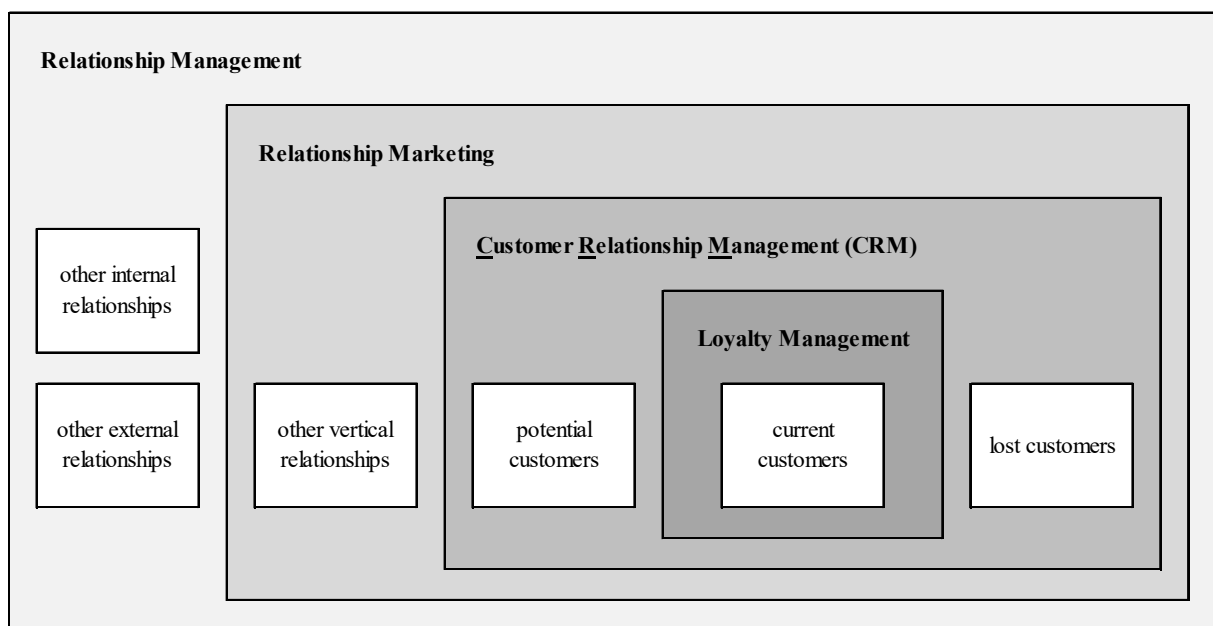 Relationship Management
Relationship Marketing
Customer Relationship Management (CRM)
other internal
relationships
Loyalty Management
other external
relationships
other vertical
relationships
potential
customers
current
customers
lost customers